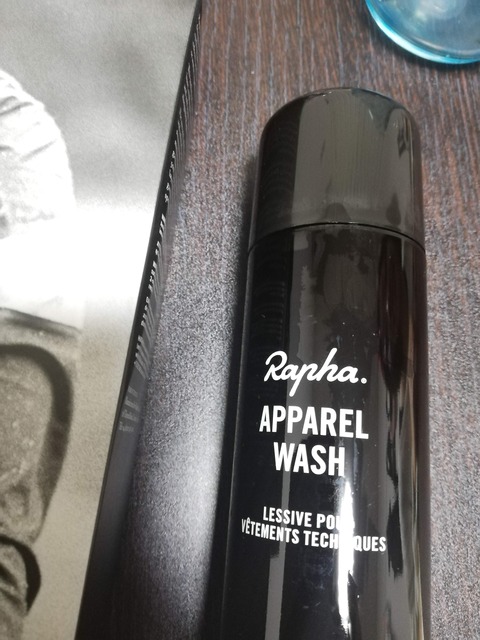 Rapha.
APPAREL
WASH
LESSIVE POUR
VÊTEMENTS TECHNIQUES